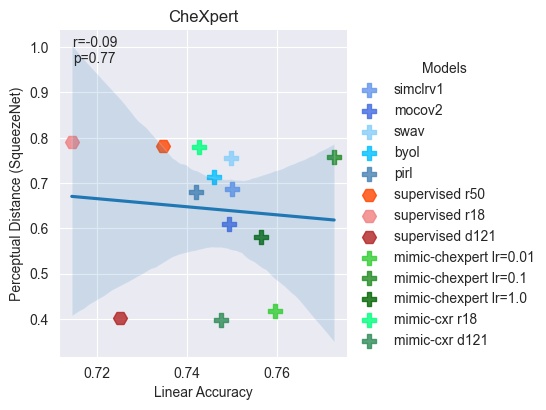 CheXpert
r=-0.09
p=0.77
1.0
0.9
0.8
0.7
0.6
0.5
0.4
Perceptual Distance (SqueezeNet)
0.72
0.74
0.76
Linear Accuracy
Models
simclrv1
mocov2
swav
byol
pirl
supervised r50
supervised r18
supervised d121
mimic-chexpert lr=0.01
mimic-chexpert lr=0.1
mimic-chexpert lr=1.0
mimic-cxr r18
mimic-cxr d121